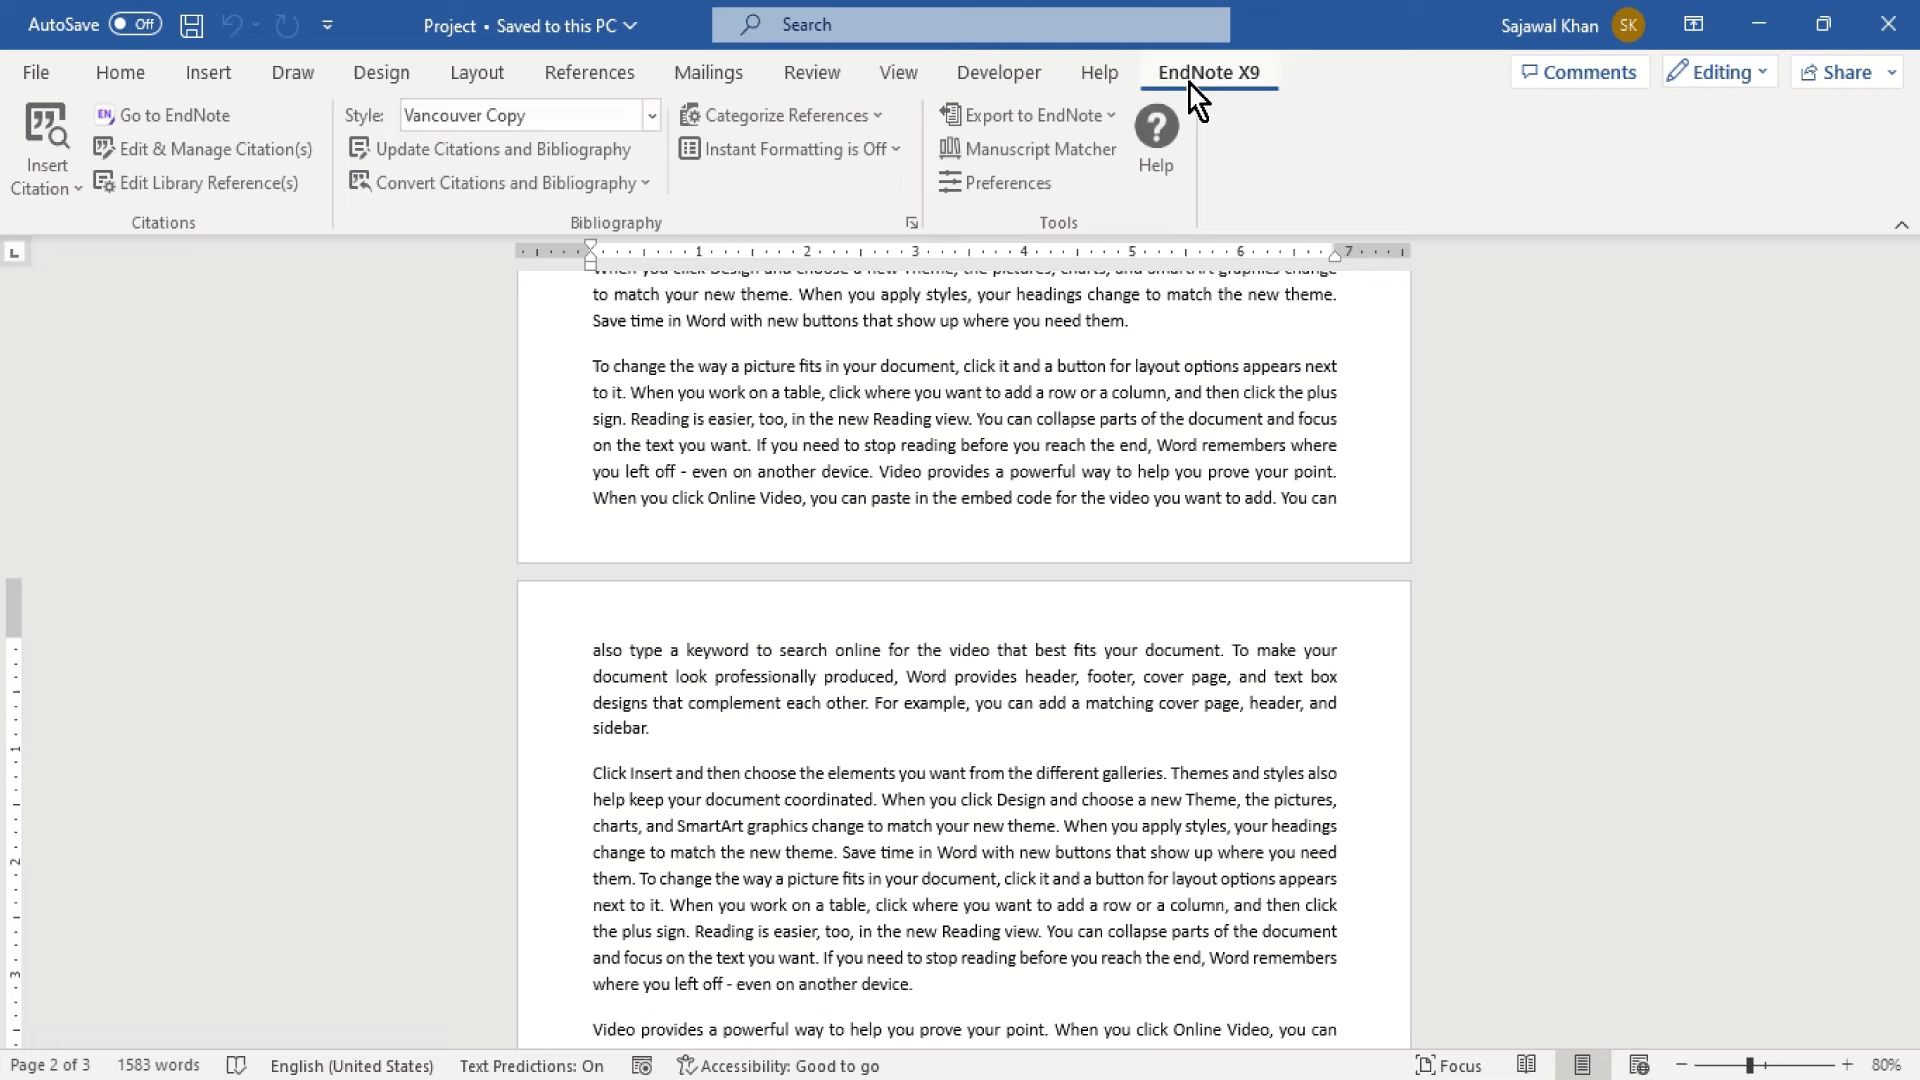 AutoSave Off Project • Saved to this PC Search Sajawal Khan SK
File Home Insert Draw Design Layout References Mailings Review View Developer Help EndNote X9 Comments Editing Share
Insert Citation
EN Go to EndNote
Edit & Manage Citation(s)
Edit Library Reference(s)
Citations
Style: Vancouver Copy
Update Citations and Bibliography
Convert Citations and Bibliography
Categorize References
Instant Formatting is Off
Bibliography
Export to EndNote
Manuscript Matcher
Preferences
Tools
? Help
L 1 2 3 4 5 6 7
When you click Design and choose a new Theme, the pictures, charts, and SmartArt graphics change
to match your new theme. When you apply styles, your headings change to match the new theme.
Save time in Word with new buttons that show up where you need them.
To change the way a picture fits in your document, click it and a button for layout options appears next
to it. When you work on a table, click where you want to add a row or a column, and then click the plus
sign. Reading is easier, too, in the new Reading view. You can collapse parts of the document and focus
on the text you want. If you need to stop reading before you reach the end, Word remembers where
you left off - even on another device. Video provides a powerful way to help you prove your point.
When you click Online Video, you can paste in the embed code for the video you want to add. You can
also type a keyword to search online for the video that best fits your document. To make your
document look professionally produced, Word provides header, footer, cover page, and text box
designs that complement each other. For example, you can add a matching cover page, header, and
sidebar.
Click Insert and then choose the elements you want from the different galleries. Themes and styles also
help keep your document coordinated. When you click Design and choose a new Theme, the pictures,
charts, and SmartArt graphics change to match your new theme. When you apply styles, your headings
change to match the new theme. Save time in Word with new buttons that show up where you need
them. To change the way a picture fits in your document, click it and a button for layout options appears
next to it. When you work on a table, click where you want to add a row or a column, and then click
the plus sign. Reading is easier, too, in the new Reading view. You can collapse parts of the document
and focus on the text you want. If you need to stop reading before you reach the end, Word remembers
where you left off - even on another device.
Video provides a powerful way to help you prove your point. When you click Online Video, you can
1
2
3
Page 2 of 3 1583 words English (United States) Text Predictions: On Accessibility: Good to go Focus 80%